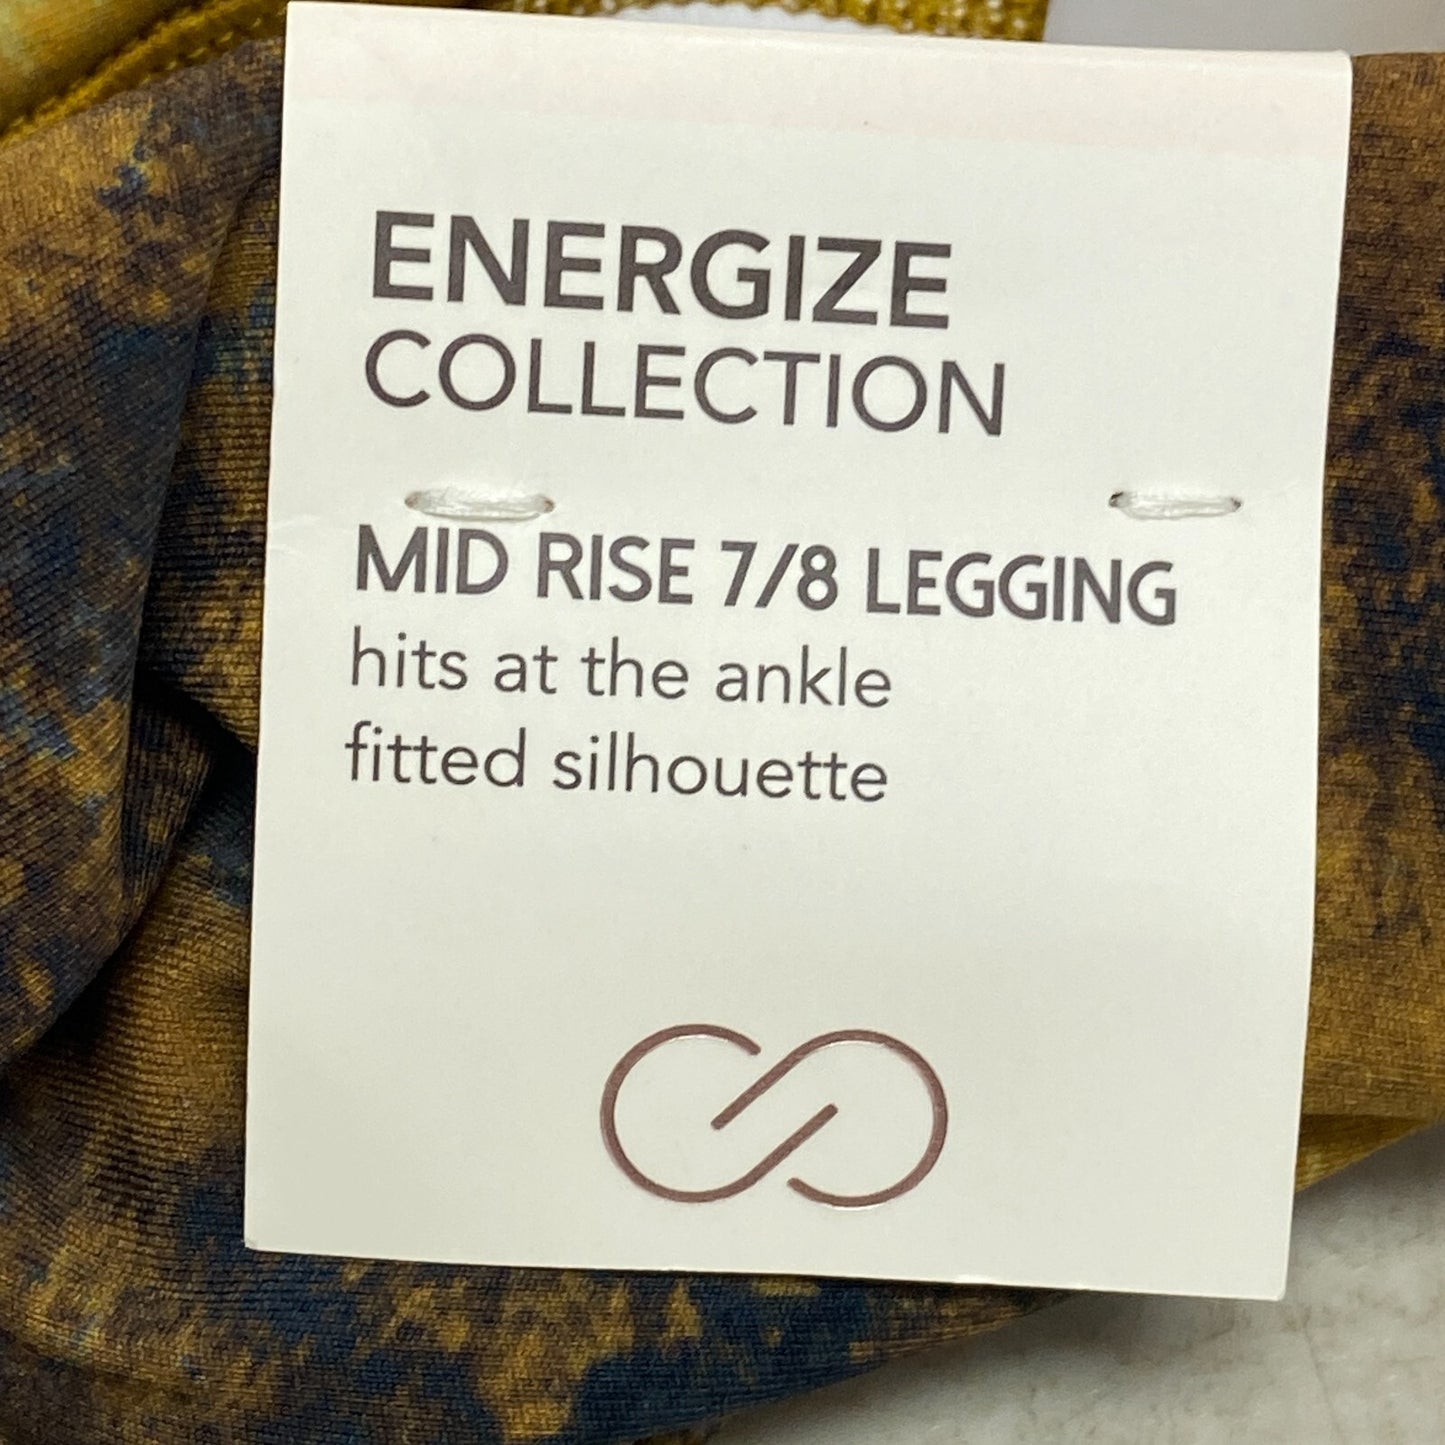 ENERGIZE
COLLECTION
MID RISE 7/8 LEGGING
hits at the ankle
fitted silhouette